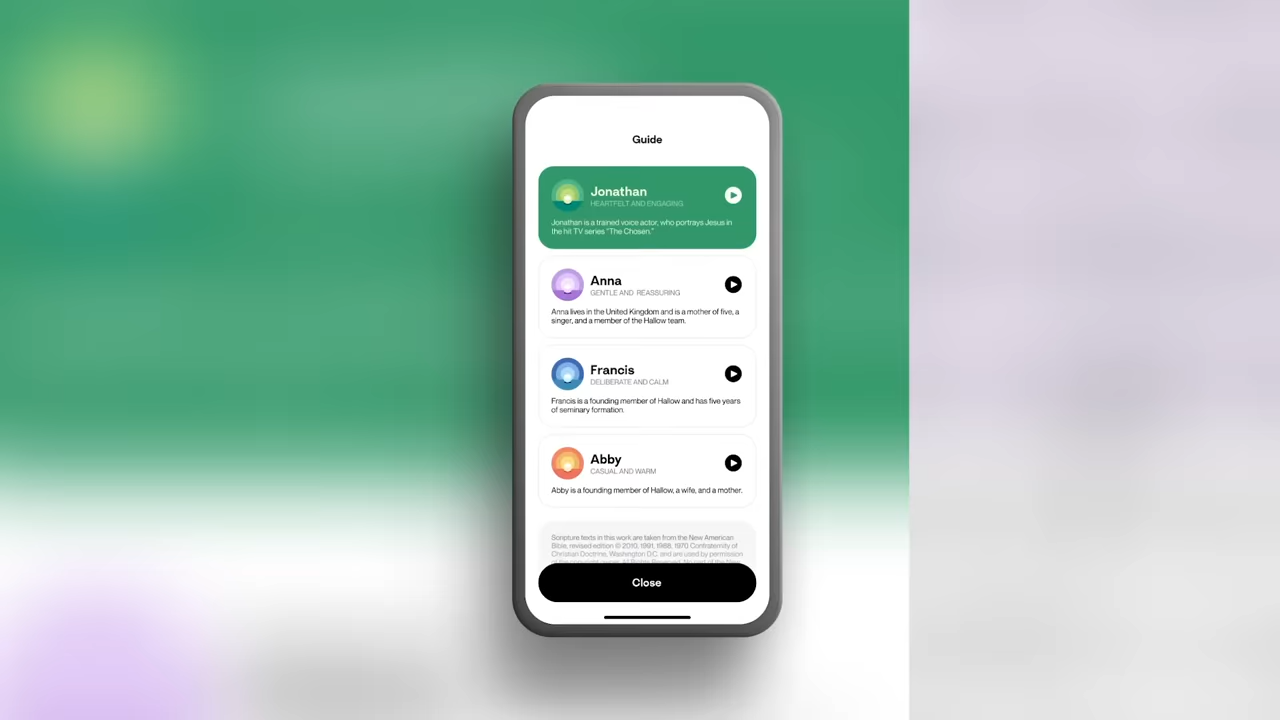 Guide
Jonathan
HEARTFELT AND ENGAGING
Jonathan is a trained voice actor, who portrays Jesus in
the hit TV series "The Chosen."
Anna
GENTLE AND REASSURING
Anna lives in the United Kingdom and is a mother of five, a
singer, and a member of the Hallow team.
Francis
DELIBERATE AND CALM
Francis is a founding member of Hallow and has five years
of seminary formation.
Abby
CASUAL AND WARM
Abby is a founding member of Hallow, a wife, and a mother.
Scripture texts in this work are taken from the New American
Bible, revised edition © 2010, 1991, 1988, 1970 Confraternity of
Christian Doctrine, Washington D.C. and are used by permission
Close